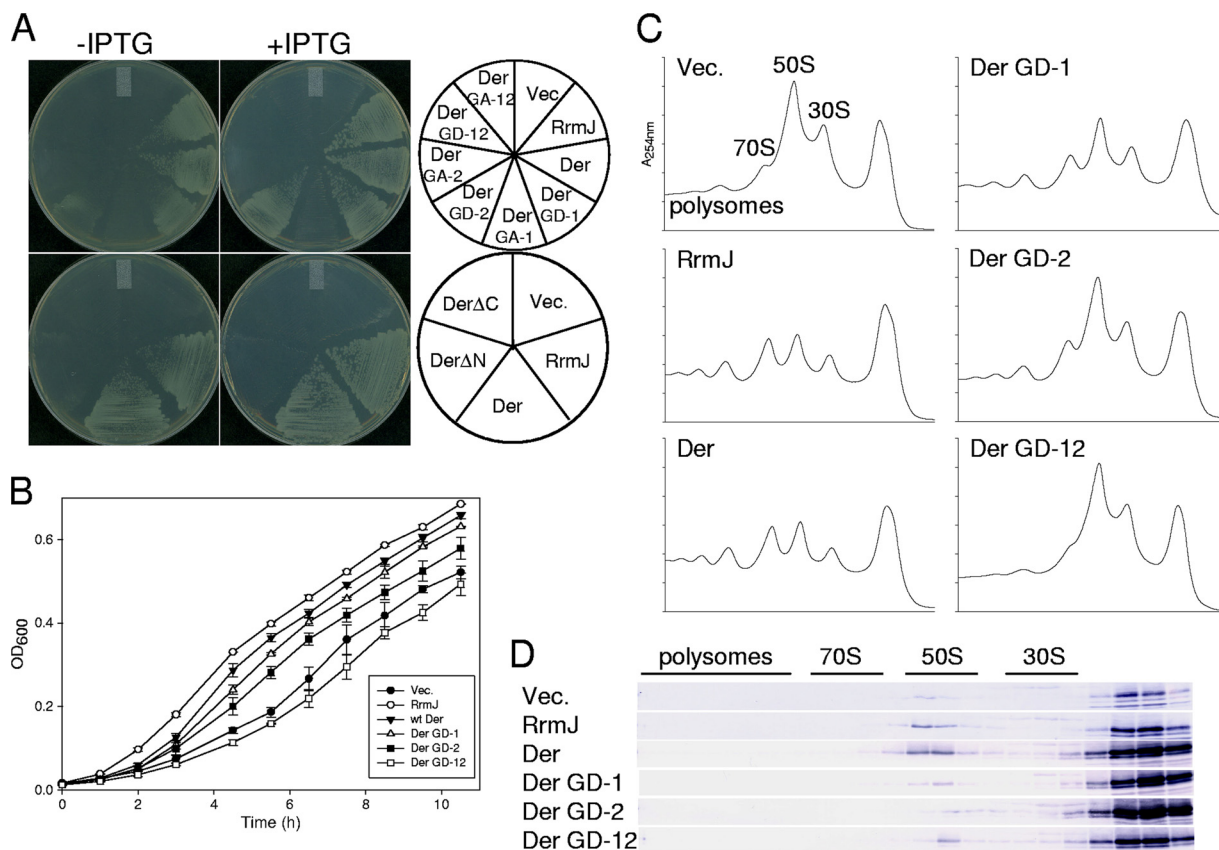 A
-IPTG
+IPTG
Der GA-12
Vec.
RrmJ
Der
Der GD-1
Der GA-1
Der GD-2
Der GA-2
Der GD-12
DerΔC
Vec.
RrmJ
Der
DerΔN
B
OD600
0.6
0.4
0.2
0.0
0
2
4
6
8
10
Time (h)
Vec.
RrmJ
wt Der
Der GD-1
Der GD-2
Der GD-12
C
Vec.
A254nm
70S
50S
30S
polysomes
Der GD-1
RrmJ
Der GD-2
Der
Der GD-12
D
polysomes
70S
50S
30S
Vec.
RrmJ
Der
Der GD-1
Der GD-2
Der GD-12